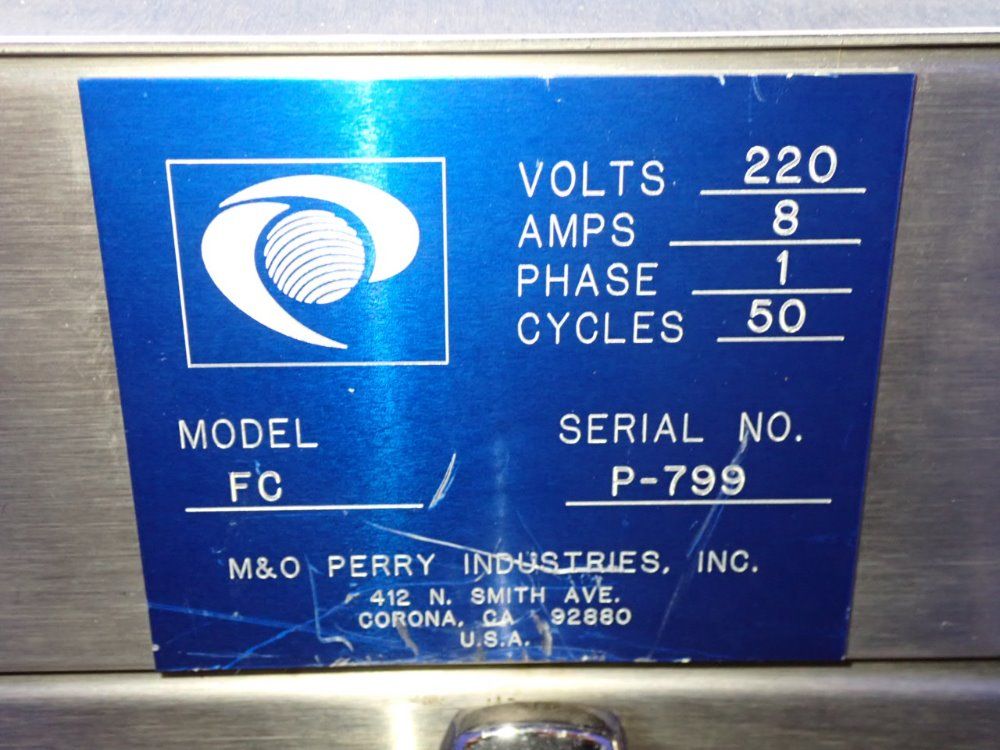 VOLTS 220
AMPS 8
PHASE 1
CYCLES 50
MODEL
FC
SERIAL NO.
P-799
M&O PERRY INDUSTRIES, INC.
412 N. SMITH AVE.
CORONA, CA 92880
U.S.A.